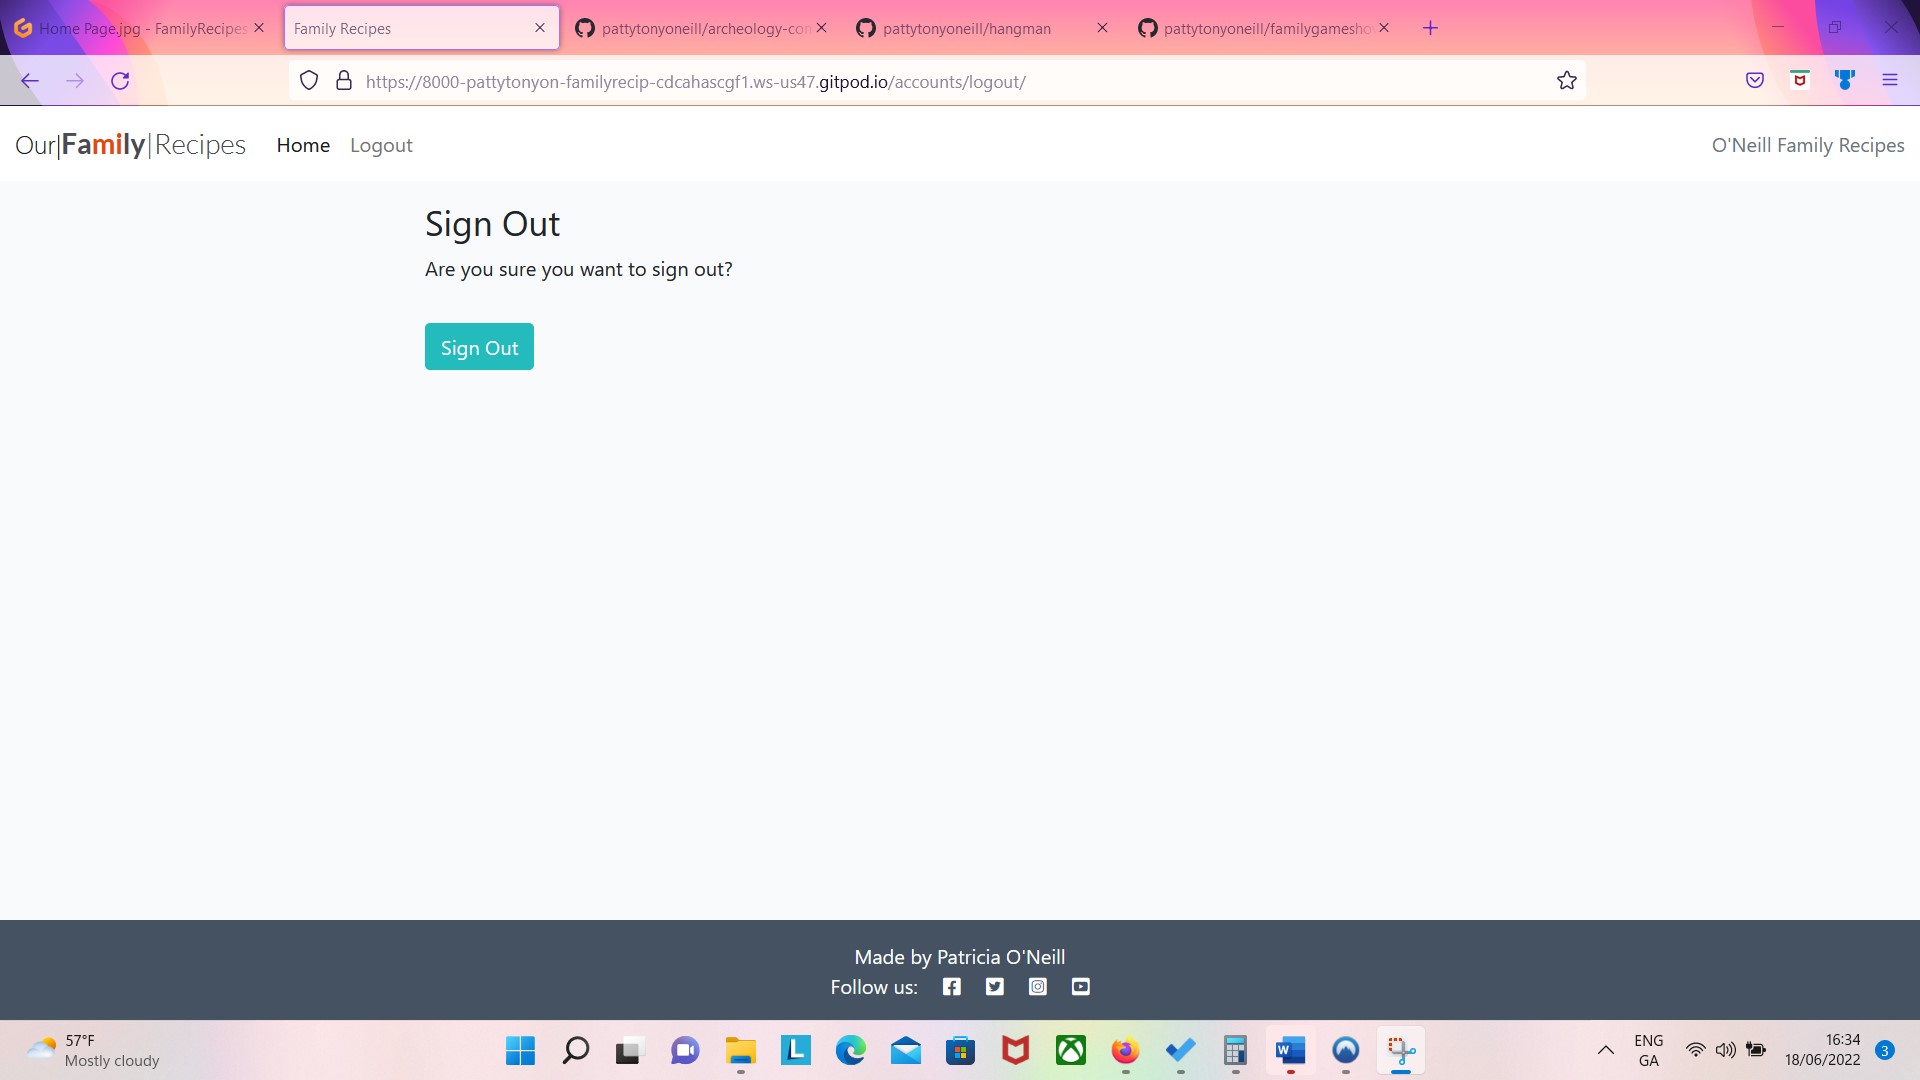 Home Page.jpg - FamilyRecipes
Family Recipes
pattytonyoneill/archeology-con
pattytonyoneill/hangman
pattytonyoneill/familygamesho
https://8000-pattytonyon-familyrecip-cdcahascgf1.ws-us47.gitpod.io/accounts/logout/
Our|Family|Recipes
Home
Logout
O'Neill Family Recipes
Sign Out
Are you sure you want to sign out?
Sign Out
Made by Patricia O'Neill
Follow us:
57°F
Mostly cloudy
ENG
GA
16:34
18/06/2022
3